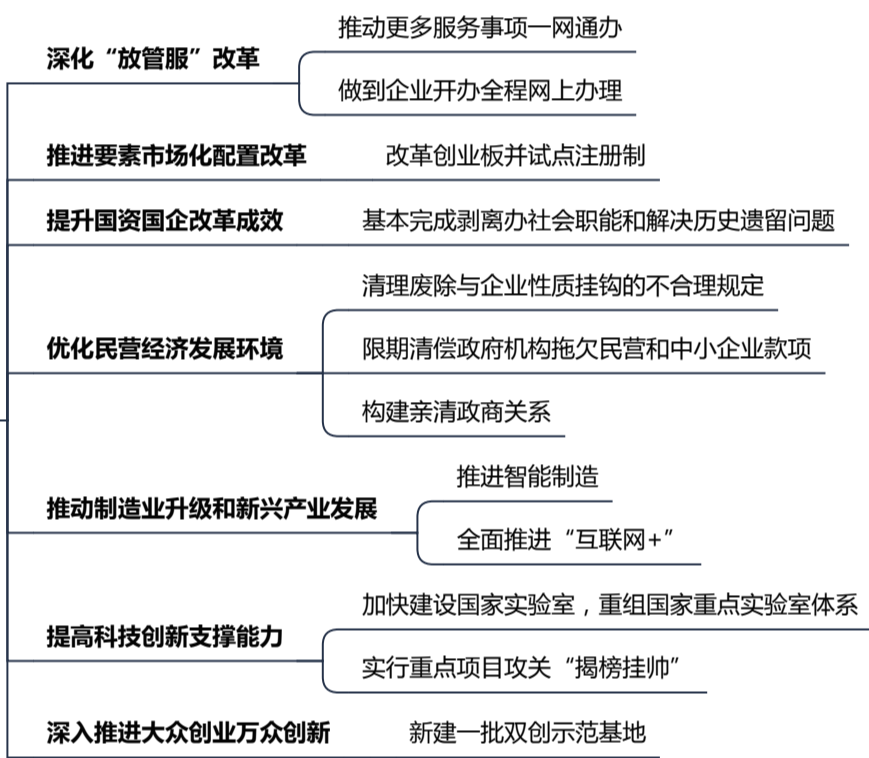 深化“放管服”改革
推动更多服务事项一网通办
做到企业开办全程网上办理
推进要素市场化配置改革
改革创业板并试点注册制
提升国资国企改革成效
基本完成剥离办社会职能和解决历史遗留问题
优化民营经济发展环境
清理废除与企业性质挂钩的不合理规定
限期清偿政府机构拖欠民营和中小企业款项
构建亲清政商关系
推动制造业升级和新兴产业发展
推进智能制造
全面推进“互联网+”
提高科技创新支撑能力
加快建设国家实验室，重组国家重点实验室体系
实行重点项目攻关“揭榜挂帅”
深入推进大众创业万众创新
新建一批双创示范基地